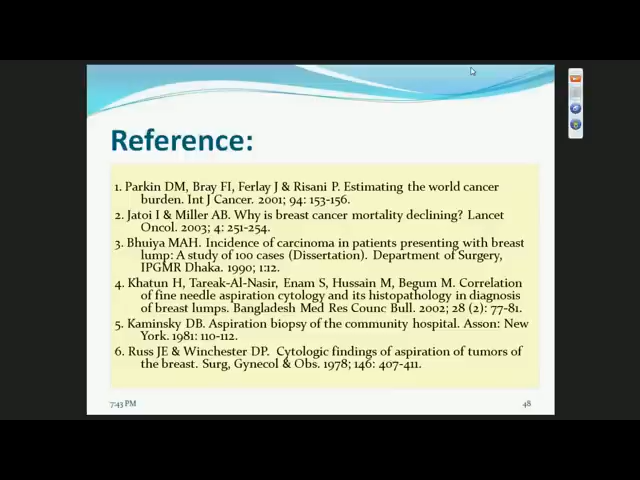 Reference:
1. Parkin DM, Bray FI, Ferlay J & Risani P. Estimating the world cancer
burden. Int J Cancer. 2001; 94: 153-156.
2. Jatoi I & Miller AB. Why is breast cancer mortality declining? Lancet
Oncol. 2003; 4: 251-254.
3. Bhuiya MAH. Incidence of carcinoma in patients presenting with breast
lump: A study of 100 cases (Dissertation). Department of Surgery,
IPGMR Dhaka. 1990; 1:12.
4. Khatun H, Tareak-Al-Nasir, Enam S, Hussain M, Begum M. Correlation
of fine needle aspiration cytology and its histopathology in diagnosis
of breast lumps. Bangladesh Med Res Counc Bull. 2002; 28 (2): 77-81.
5. Kaminsky DB. Aspiration biopsy of the community hospital. Asson: New
York. 1981: 110-112.
6. Russ JE & Winchester DP. Cytologic findings of aspiration of tumors of
the breast. Surg, Gynecol & Obs. 1978; 146: 407-411.
7:43 PM
48